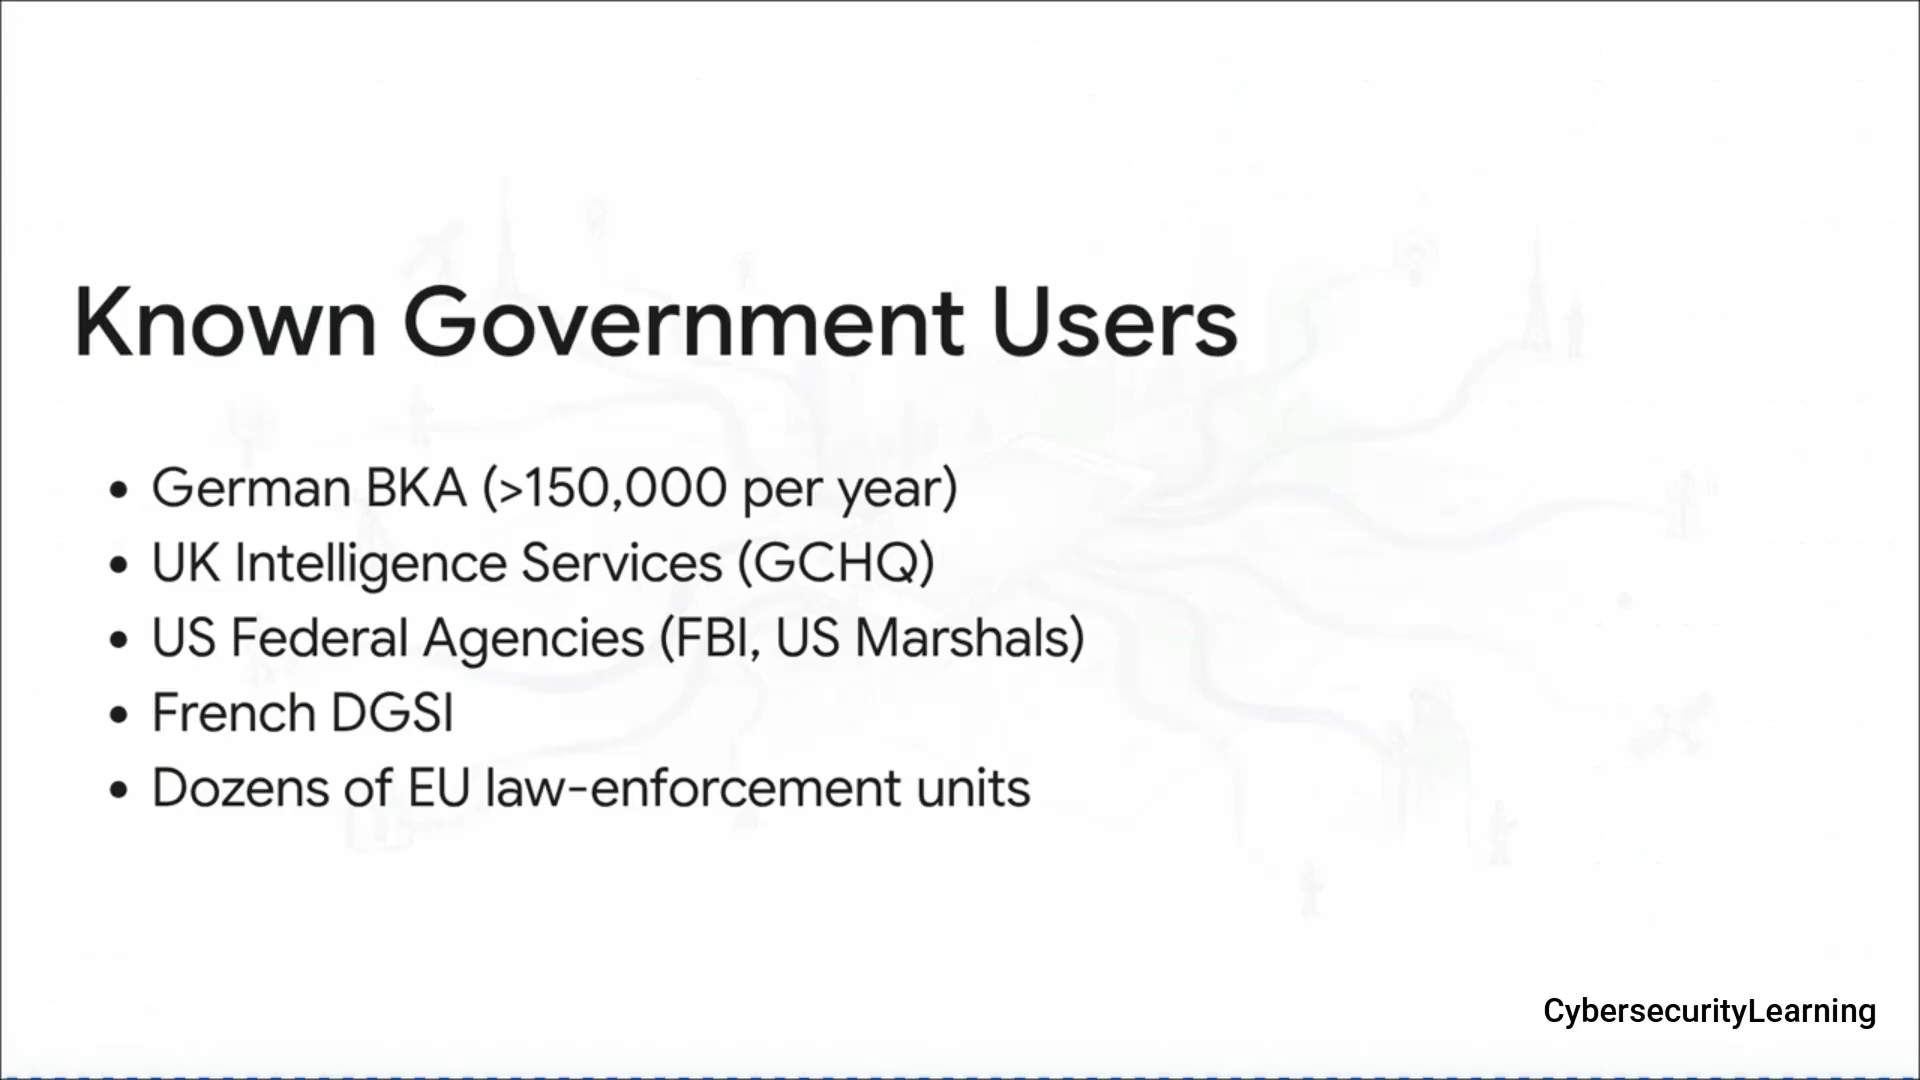 Known Government Users
• German BKA (>150,000 per year)
• UK Intelligence Services (GCHQ)
• US Federal Agencies (FBI, US Marshals)
• French DGSI
• Dozens of EU law-enforcement units
CybersecurityLearning